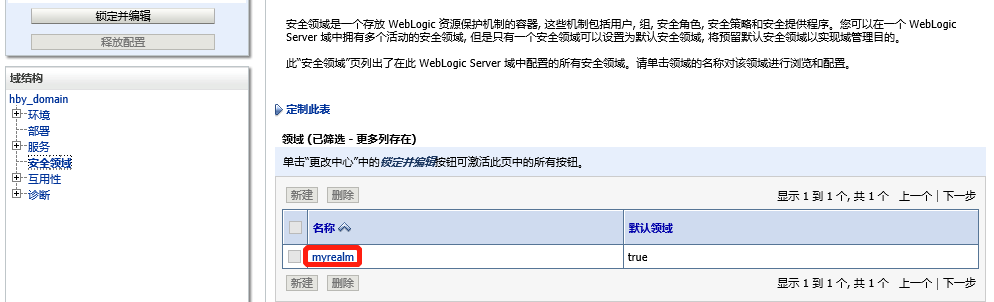 锁定并编辑
释放配置
域结构
hby_domain
环境
部署
服务
安全领域
互用性
诊断
安全领域是一个存放 WebLogic 资源保护机制的容器, 这些机制包括用户, 组, 安全角色, 安全策略和安全提供程序。您可以在一个 WebLogic
Server 域中拥有多个活动的安全领域, 但是只有一个安全领域可以设置为默认安全领域, 将预留默认安全领域以实现域管理目的。
此“安全领域”页列出了在此 WebLogic Server 域中配置的所有安全领域。请单击领域的名称对该领域进行浏览和配置。
定制此表
领域 (已筛选 - 更多列存在)
单击“更改中心”中的锁定并编辑按钮可激活此页中的所有按钮。
新建 删除 显示 1 到 1 个, 共 1 个 上一个 | 下一步
名称 默认领域
myrealm true
新建 删除 显示 1 到 1 个, 共 1 个 上一个 | 下一步